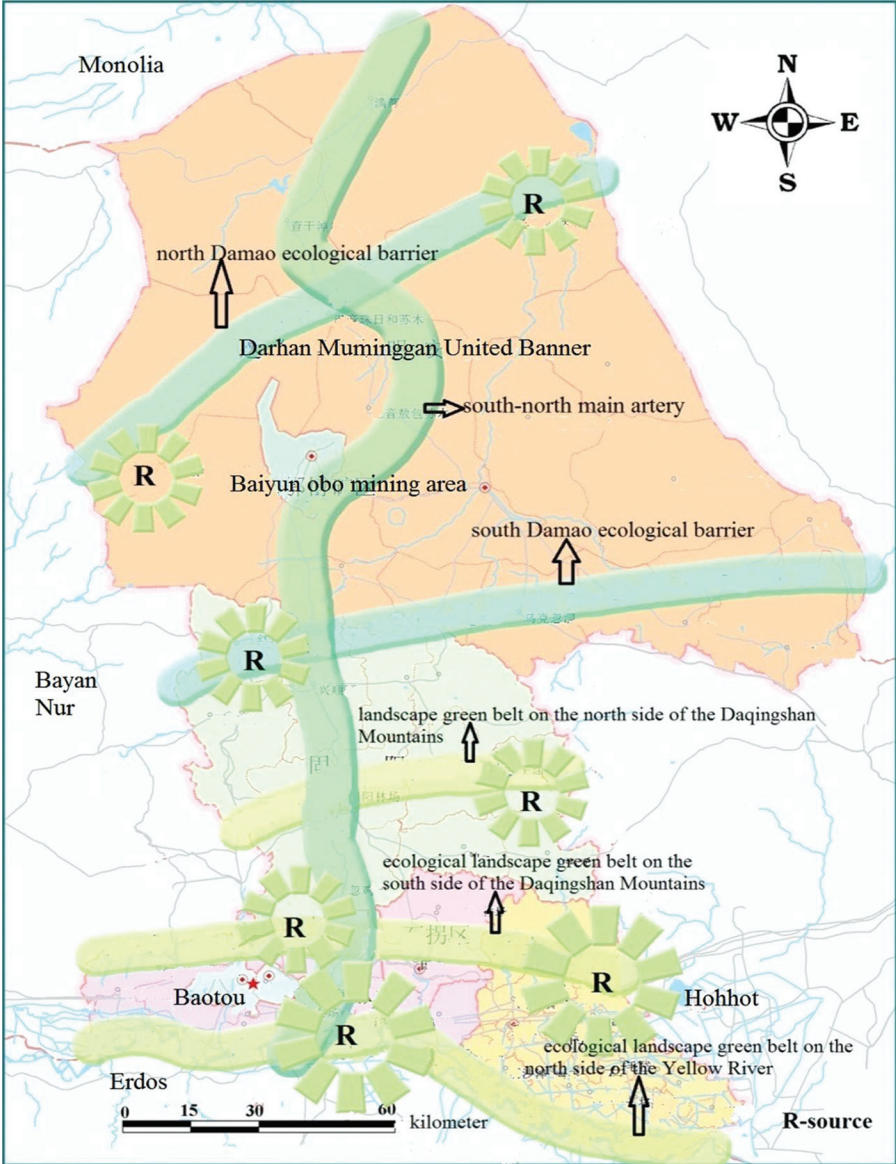 Monolia
N
W
E
S
R
north Damao ecological barrier
Darhan Muminggan United Banner
south-north main artery
R
Baiyun obo mining area
south Damao ecological barrier
R
Bayan
Nur
landscape green belt on the north side of the Daqingshan
Mountains
固
R
ecological landscape green belt on the
south side of the Daqingshan Mountains
R
拐区
R
Baotou
Hohhot
R
ecological landscape green belt on the
north side of the Yellow River
Erdos
0 15 30 60
kilometer
R-source